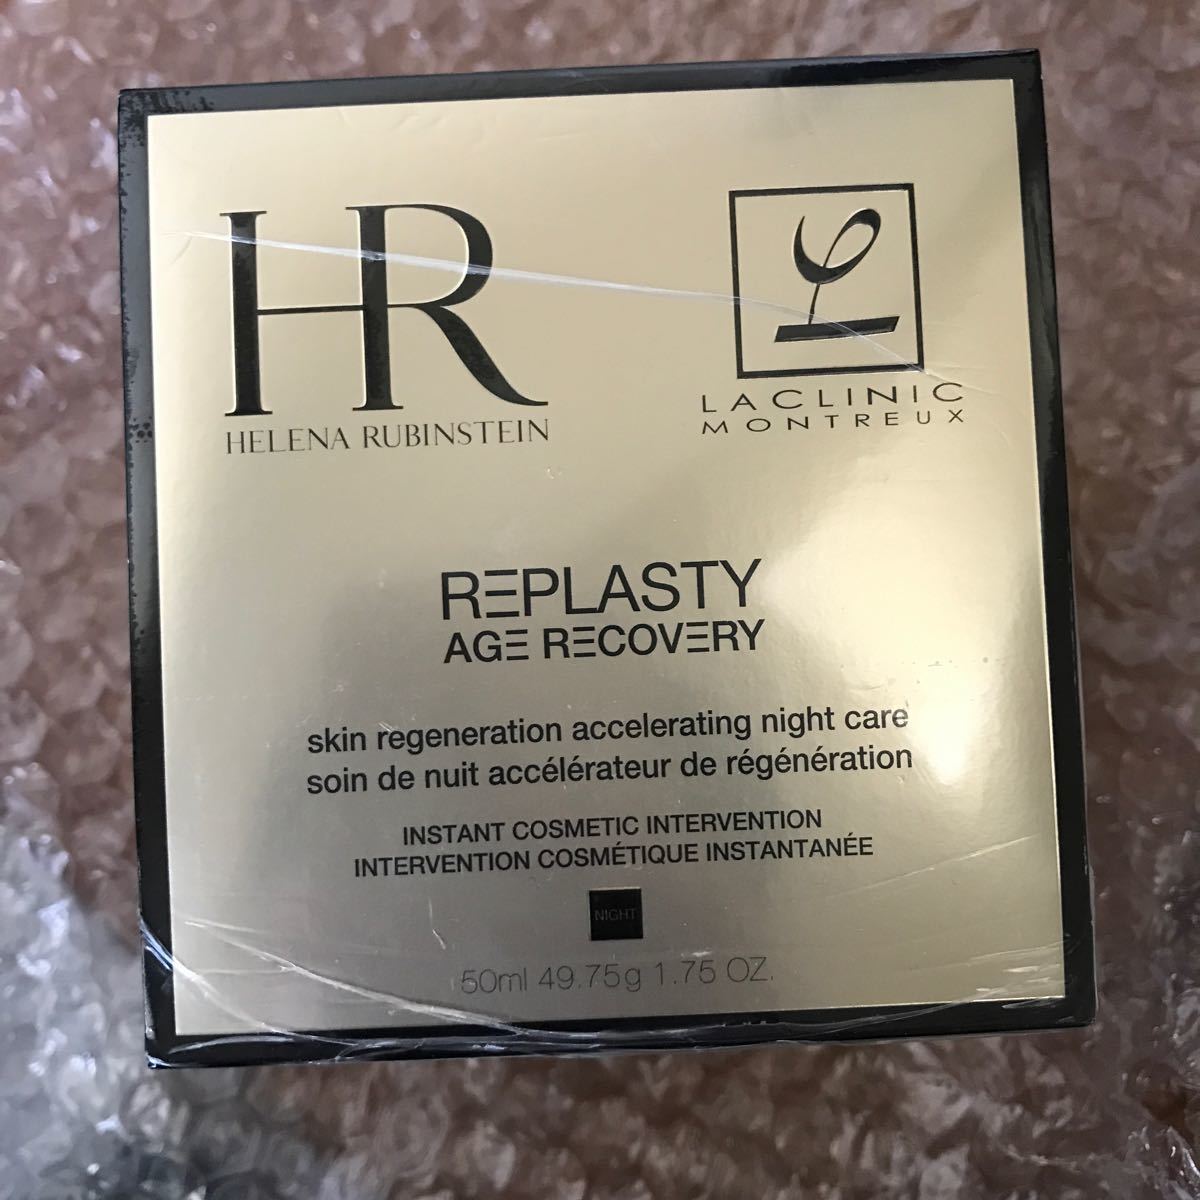 HR
HELENA RUBINSTEIN
LACLINIC
MONTREUX
REPLASTY
AGE RECOVERY
skin regeneration accelerating night care
soin de nuit accélérateur de régénération
INSTANT COSMETIC INTERVENTION
INTERVENTION COSMÉTIQUE INSTANTANÉE
NIGHT
50ml 49.75g 1.75 OZ.